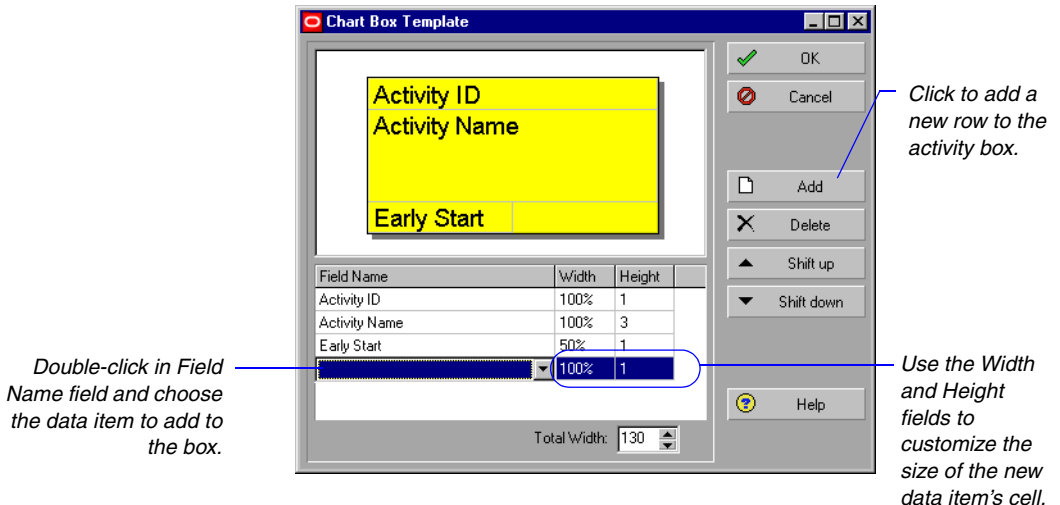 Chart Box Template
Activity ID
Activity Name
Early Start
Field Name Width Height
Activity ID 100% 1
Activity Name 100% 3
Early Start 50% 1
100% 1
Total Width: 130
OK
Cancel
Add
Delete
Shift up
Shift down
Help
Click to add a
new row to the
activity box.
Double-click in Field
Name field and choose
the data item to add to
the box.
Use the Width
and Height
fields to
customize the
size of the new
data item's cell.